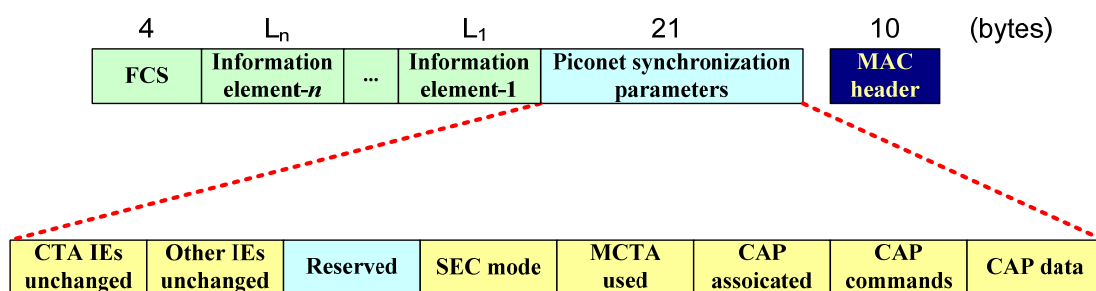 4 Lₙ L₁ 21 10 (bytes)
FCS Information element-n ... Information element-1 Piconet synchronization parameters MAC header
CTA IEs unchanged Other IEs unchanged Reserved SEC mode MCTA used CAP assoicated CAP commands CAP data